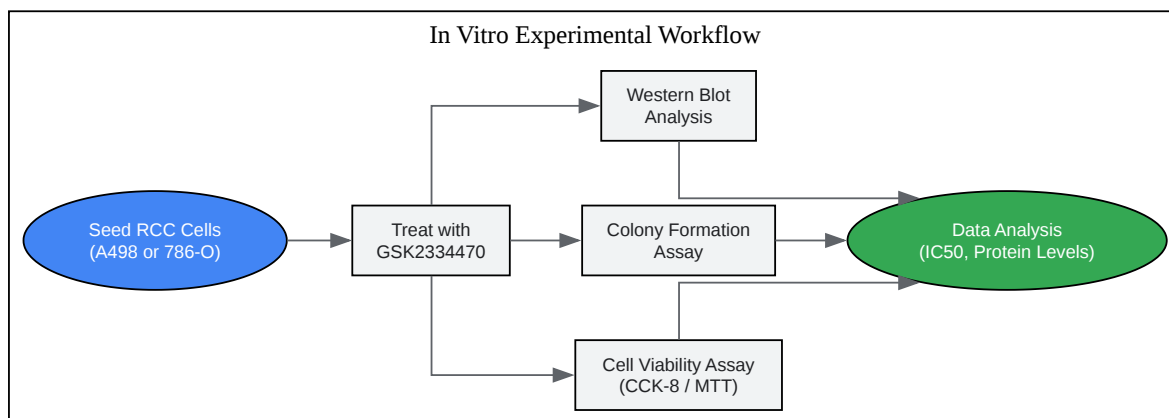 In Vitro Experimental Workflow
Western Blot
Analysis
Seed RCC Cells
(A498 or 786-O)
Treat with
GSK2334470
Colony Formation
Assay
Data Analysis
(IC50, Protein Levels)
Cell Viability Assay
(CCK-8 / MTT)